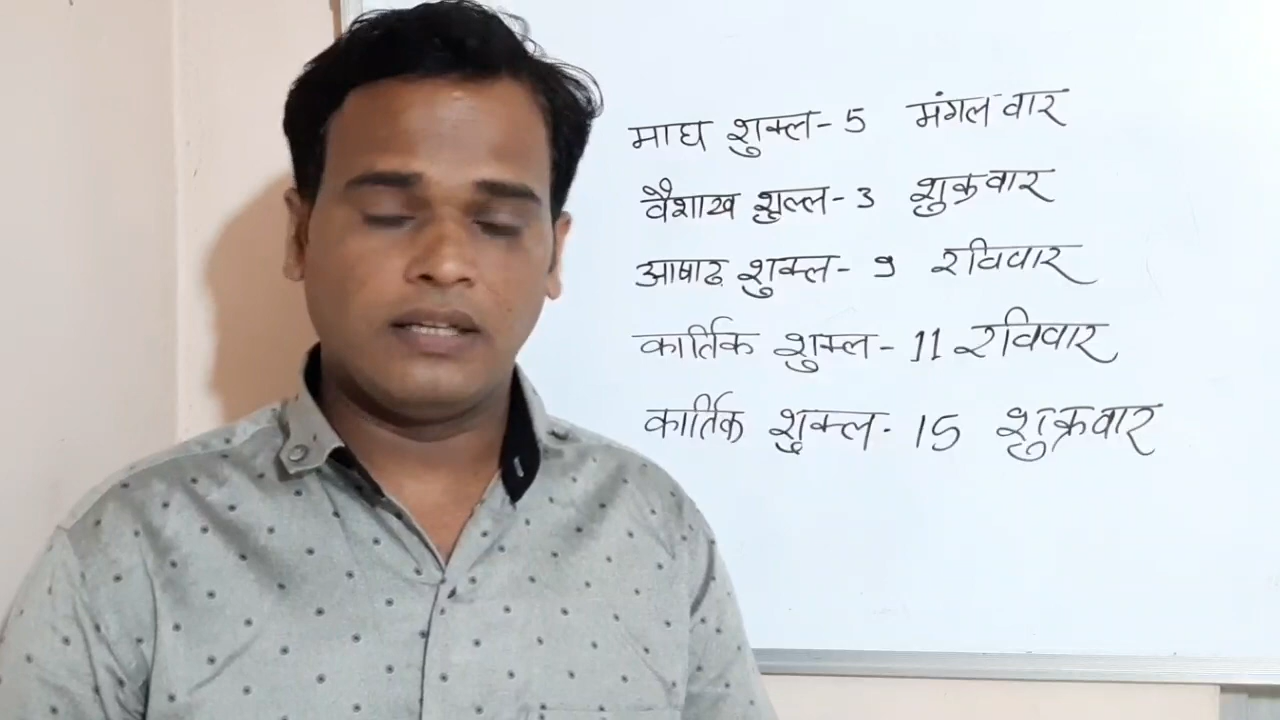 माघ शुक्ल - 5 मंगलवार
वैशाख शुल्ल - 3 शुक्रवार
आषाढ शुक्ल - 9 रविवार
कार्तिक शुक्ल - 11 रविवार
कार्तिक शुक्ल - 15 शुक्रवार